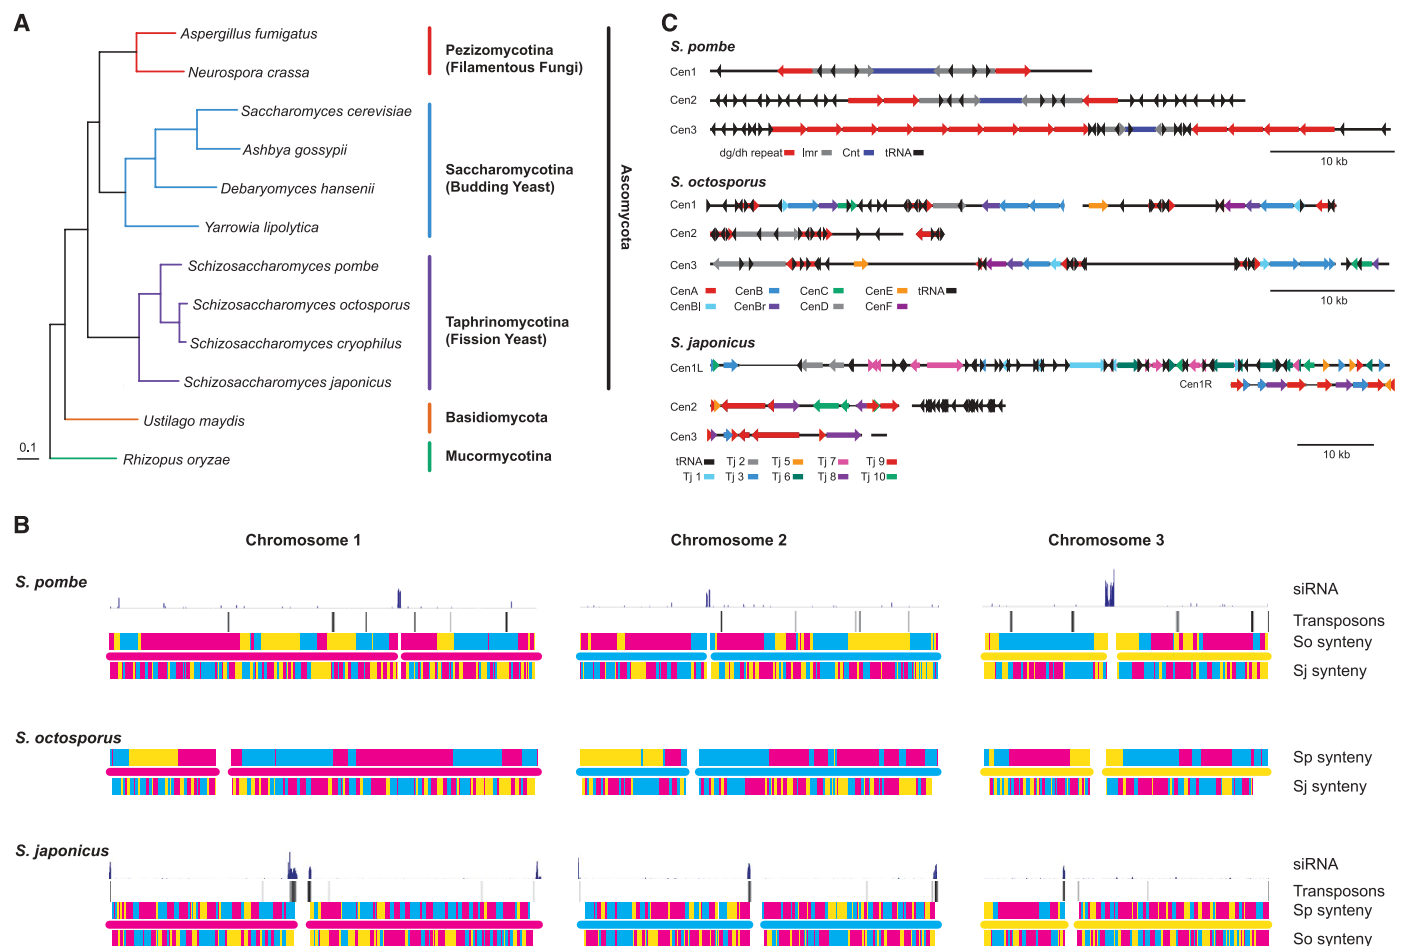 A
Aspergillus fumigatus
Neurospora crassa
Saccharomyces cerevisiae
Ashbya gossypii
Debaryomyces hansenii
Yarrowia lipolytica
Schizosaccharomyces pombe
Schizosaccharomyces octosporus
Schizosaccharomyces cryophilus
Schizosaccharomyces japonicus
Ustilago maydis
Rhizopus oryzae
0.1
Pezizomycotina
(Filamentous Fungi)
Saccharomycotina
(Budding Yeast)
Taphrinomycotina
(Fission Yeast)
Basidiomycota
Mucormycotina
Ascomycota
C
S. pombe
Cen1
Cen2
Cen3
dg/dh repeat Imr Cnt tRNA
10 kb
S. octosporus
Cen1
Cen2
Cen3
CenA CenB CenC CenE tRNA
CenBl CenBr CenD CenF
10 kb
S. japonicus
Cen1L
Cen1R
Cen2
Cen3
tRNA Tj 2 Tj 5 Tj 7 Tj 9
Tj 1 Tj 3 Tj 6 Tj 8 Tj 10
10 kb
B
Chromosome 1 Chromosome 2 Chromosome 3
S. pombe
siRNA
Transposons
So synteny
Sj synteny
S. octosporus
Sp synteny
Sj synteny
S. japonicus
siRNA
Transposons
Sp synteny
So synteny